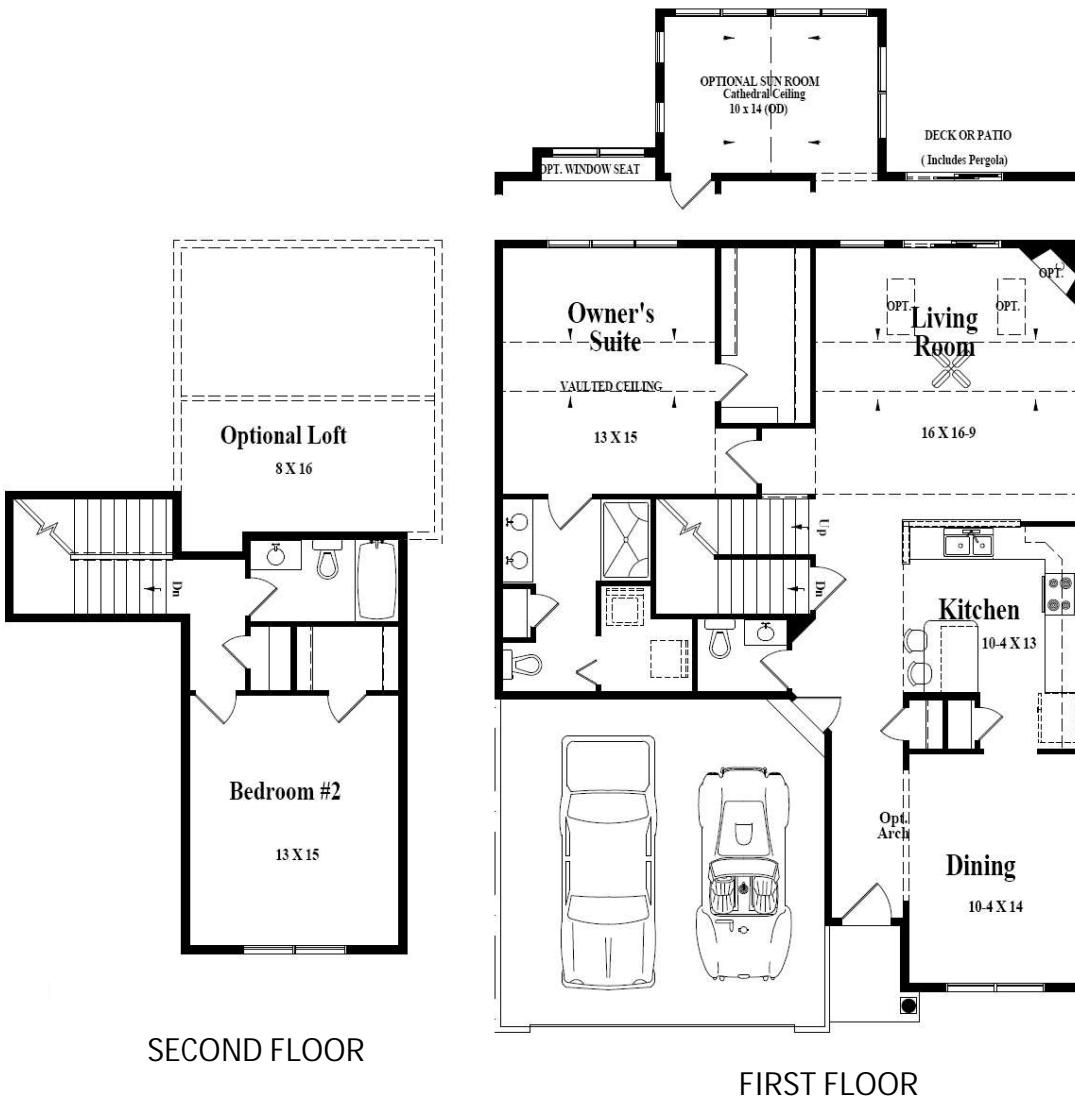 OPTIONAL SUN ROOM
Cathedral Ceiling
10 x 14 (OD)
DECK OR PATIO
( Includes Pergola)
OPT. WINDOW SEAT
Optional Loft
8 X 16
Dn
Bedroom #2
13 X 15
SECOND FLOOR
Owner's
Suite
VAULTED CEILING
13 X 15
OPT.
OPT.
OPT.
Living
Room
16 X 16-9
Up
Dn
Kitchen
10-4 X 13
Opt.
Arch
Dining
10-4 X 14
FIRST FLOOR